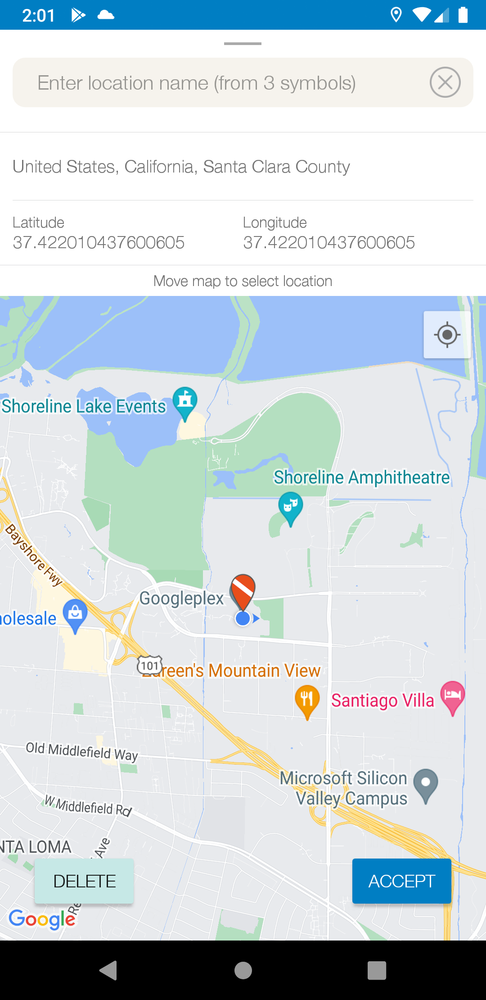 2:01
Enter location name (from 3 symbols)
United States, California, Santa Clara County
Latitude
37.422010437600605
Longitude
37.422010437600605
Move map to select location
Shoreline Lake Events
Shoreline Amphitheatre
Bayshore Fwy
Googleplex
olesale
101
reen's Mountain View
Santiago Villa
Old Middlefield Way
Microsoft Silicon
Valley Campus
W Middlefield Rd
NTA LOMA
Ave
DELETE
ACCEPT
Re
Google